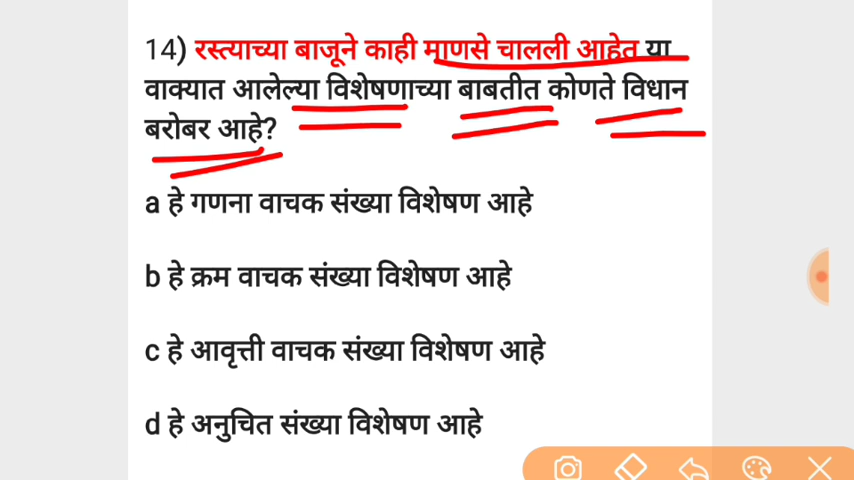 14) रस्त्याच्या बाजूने काही माणसे चालली आहेत या
वाक्यात आलेल्या विशेषणाच्या बाबतीत कोणते विधान
बरोबर आहे?
a हे गणना वाचक संख्या विशेषण आहे
b हे क्रम वाचक संख्या विशेषण आहे
c हे आवृत्ती वाचक संख्या विशेषण आहे
d हे अनुचित संख्या विशेषण आहे